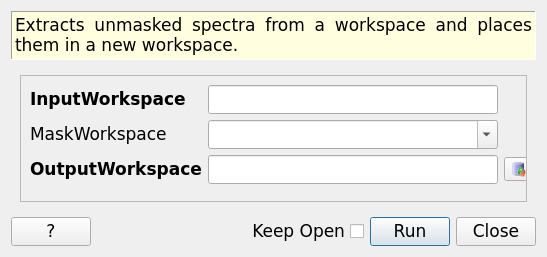 Extracts unmasked spectra from a workspace and places
them in a new workspace.
InputWorkspace
MaskWorkspace
OutputWorkspace
? Keep Open Run Close